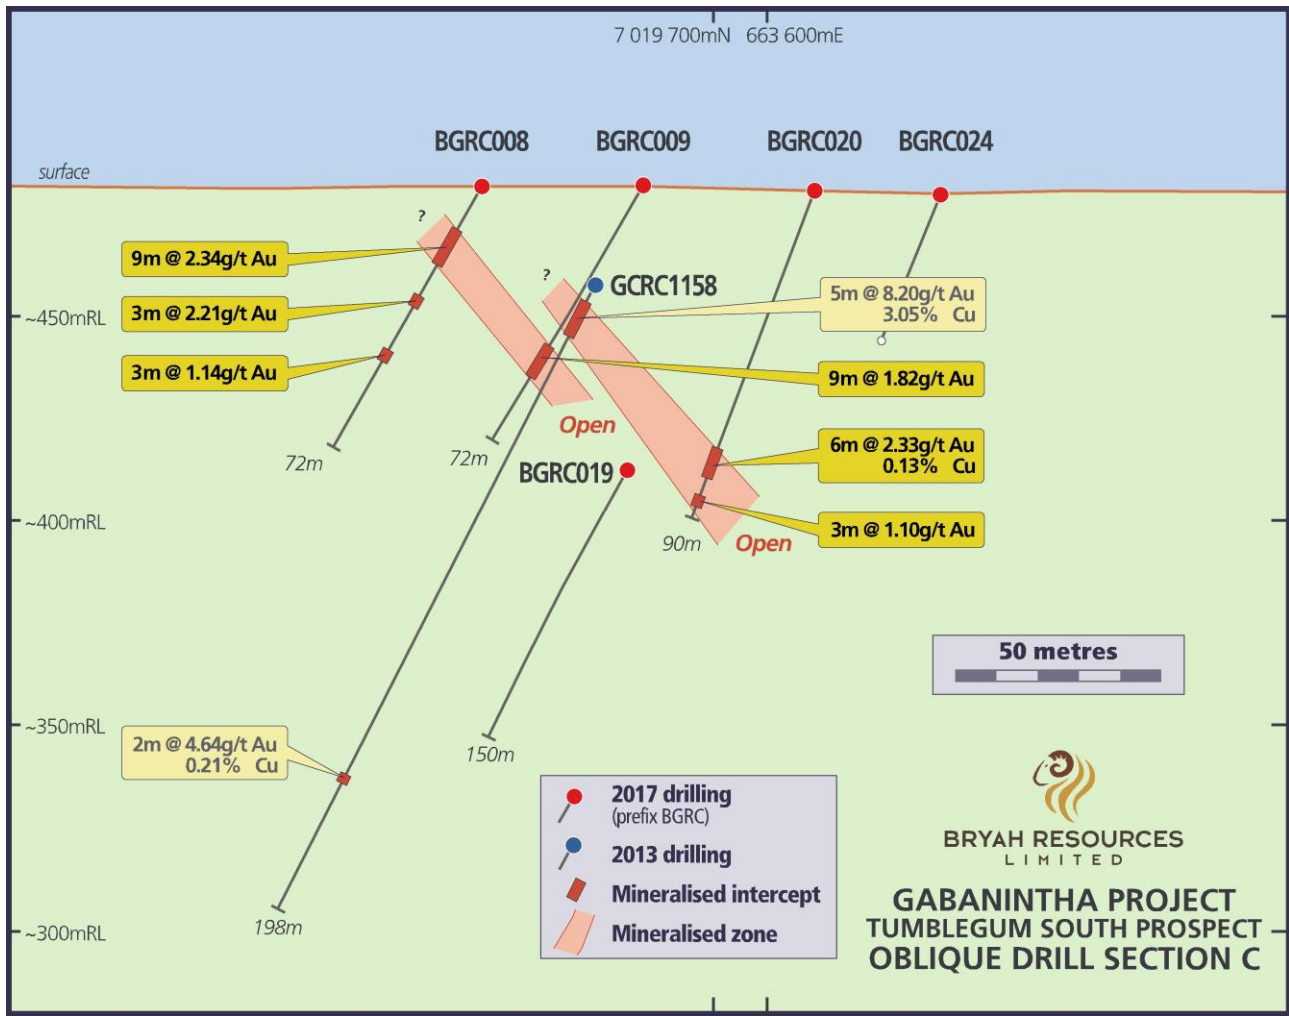 7 019 700mN 663 600mE
BGRC008 BGRC009 BGRC020 BGRC024
surface
?
9m @ 2.34g/t Au
?
GCRC1158
5m @ 8.20g/t Au
3.05% Cu
3m @ 2.21g/t Au
~450mRL
3m @ 1.14g/t Au
9m @ 1.82g/t Au
Open
6m @ 2.33g/t Au
0.13% Cu
72m
72m
BGRC019
~400mRL
90m
Open
3m @ 1.10g/t Au
50 metres
~350mRL
2m @ 4.64g/t Au
0.21% Cu
150m
2017 drilling
(prefix BGRC)
2013 drilling
Mineralised intercept
Mineralised zone
198m
~300mRL
BRYAH RESOURCES
LIMITED
GABANINTHA PROJECT
TUMBLEGUM SOUTH PROSPECT
OBLIQUE DRILL SECTION C